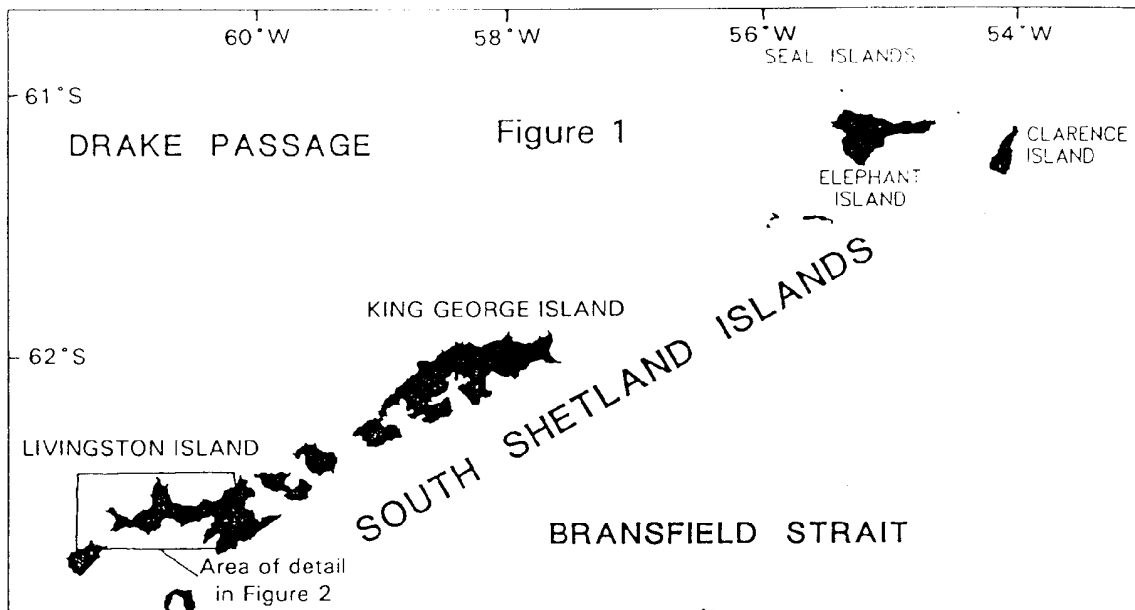 60°W 58°W 56°W 54°W
SEAL ISLANDS
61°S
DRAKE PASSAGE
Figure 1
CLARENCE
ISLAND
ELEPHANT
ISLAND
SOUTH SHETLAND ISLANDS
KING GEORGE ISLAND
62°S
LIVINGSTON ISLAND
BRANSFIELD STRAIT
Area of detail
in Figure 2